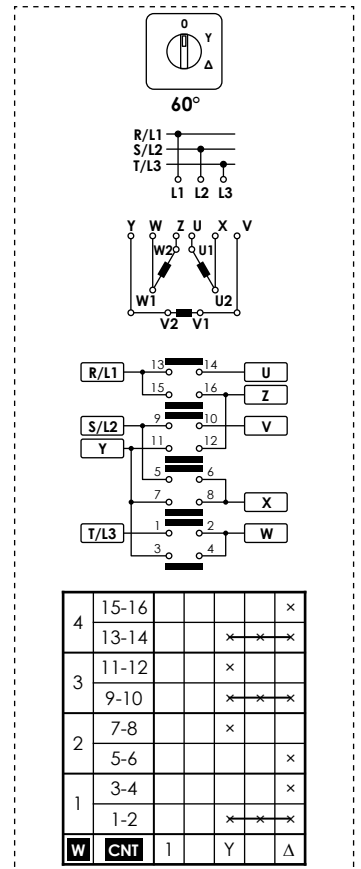 0
Y
Δ
60°
R/L1
S/L2
T/L3
L1 L2 L3
Y W Z U X V
W2 U1
W1 U2
V2 V1
R/L1 13 14 U
15 16 Z
S/L2 9 10 V
Y 11 12
5 6
7 8 X
T/L3 1 2 W
3 4
4 15-16 ×
13-14 × × ×
3 11-12 ×
9-10 × × ×
2 7-8 ×
5-6 ×
1 3-4 ×
1-2 × × ×
W CNT 1 Y Δ